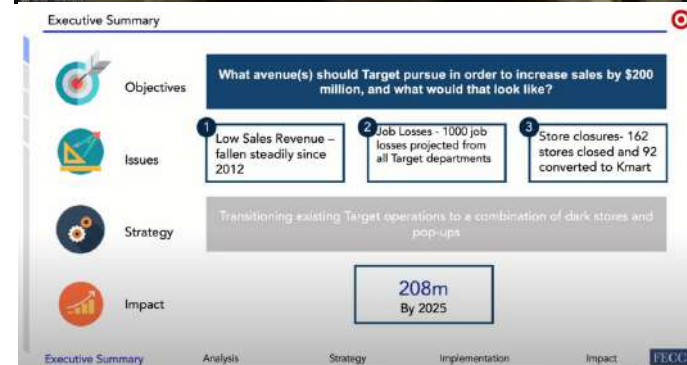 Executive Summary
Objectives
What avenue(s) should Target pursue in order to increase sales by $200
million, and what would that look like?
Issues
1
Low Sales Revenue –
fallen steadily since
2012
2
Job Losses - 1000 job
losses projected from
all Target departments
3
Store closures- 162
stores closed and 92
converted to Kmart
Strategy
Transitioning existing Target operations to a combination of dark stores and
pop-ups
Impact
208m
By 2025
Executive Summary
Analysis
Strategy
Implementation
Impact
FECC